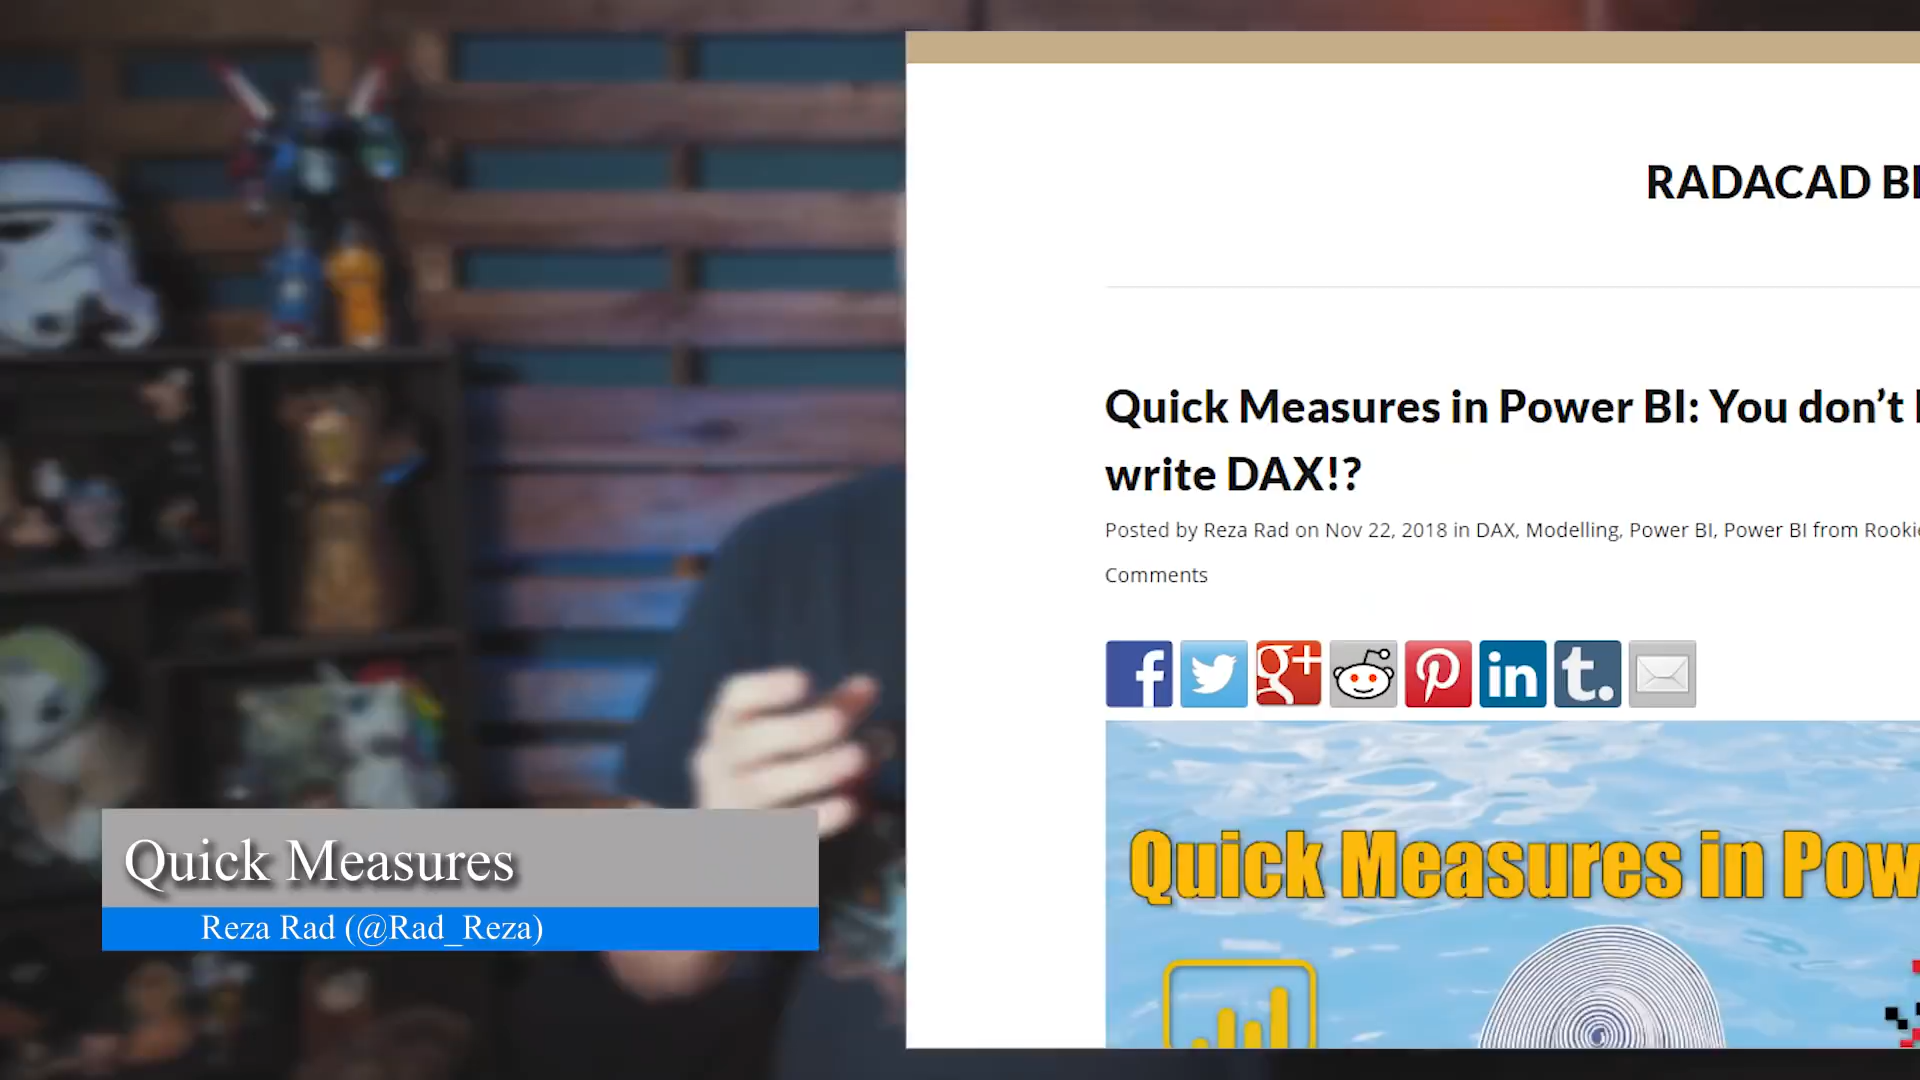 RADACAD
Quick Measures in Power BI: You don't
write DAX!?
Posted by Reza Rad on Nov 22, 2018 in DAX, Modelling, Power BI, Power BI from
Comments
f g+ in t.
Quick Measures in
Quick Measures
Reza Rad (@Rad_Reza)